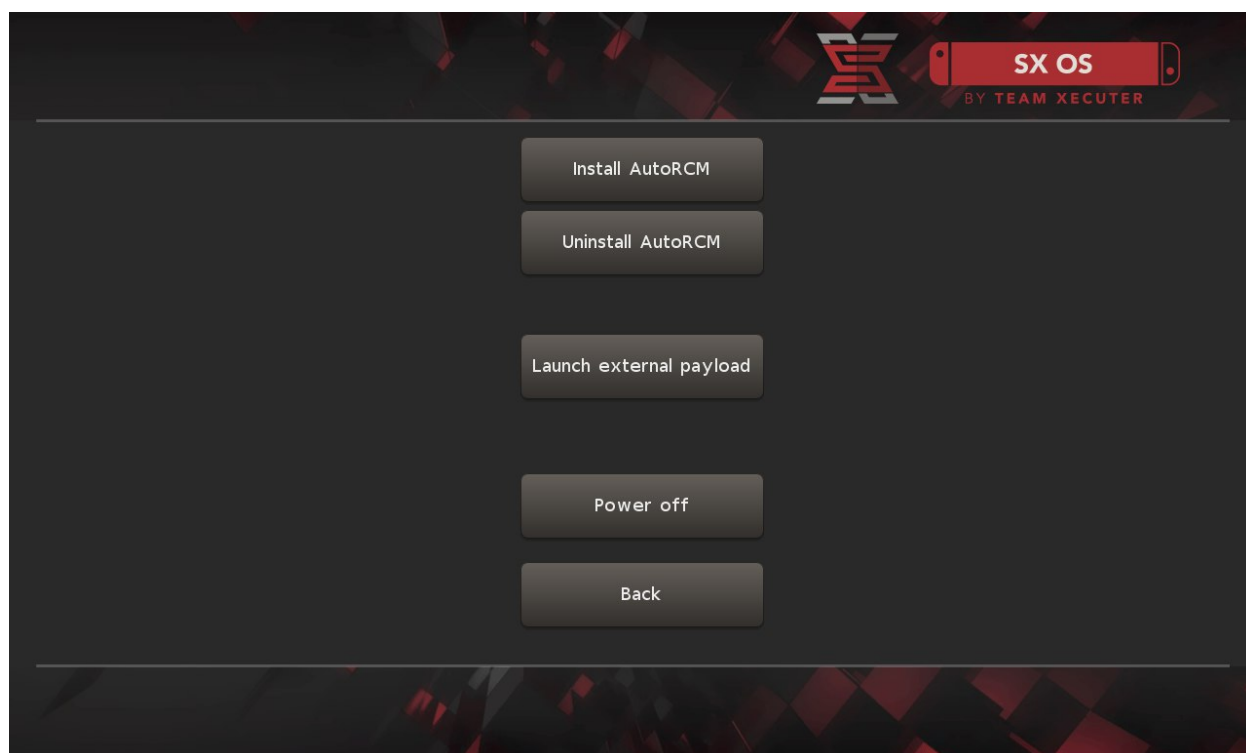 SX OS
BY TEAM XECUTER
Install AutoRCM
Uninstall AutoRCM
Launch external payload
Power off
Back